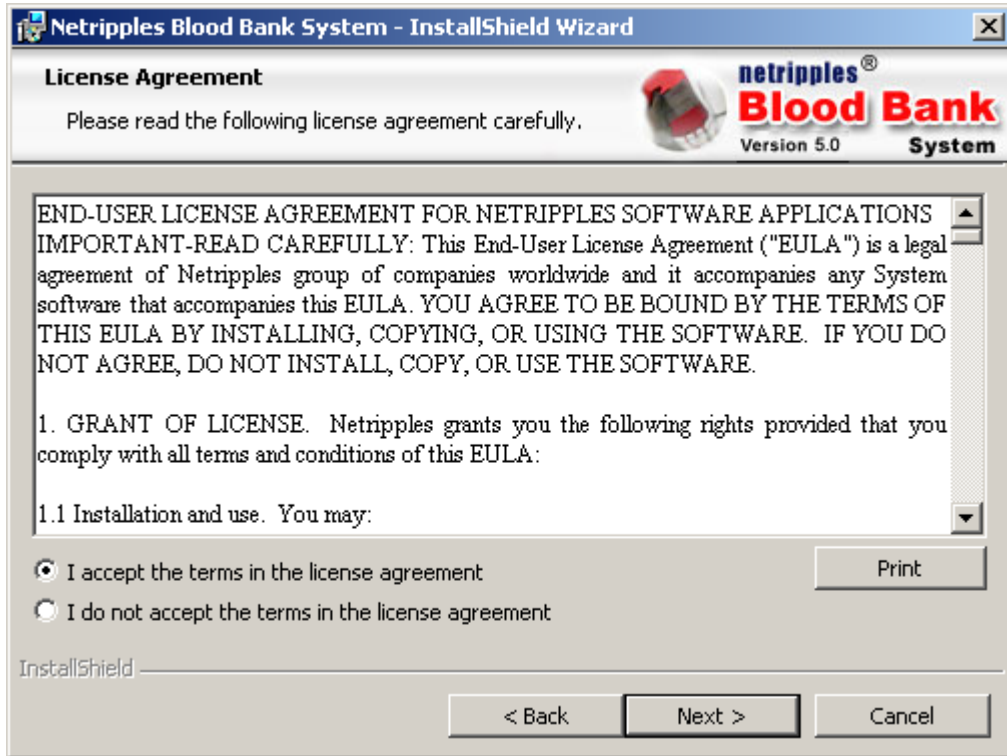 Netripples Blood Bank System - InstallShield Wizard
License Agreement
Please read the following license agreement carefully.
netripples®
Blood Bank
Version 5.0 System
END-USER LICENSE AGREEMENT FOR NETRIPPLES SOFTWARE APPLICATIONS
IMPORTANT-READ CAREFULLY: This End-User License Agreement ("EULA") is a legal
agreement of Netripples group of companies worldwide and it accompanies any System
software that accompanies this EULA. YOU AGREE TO BE BOUND BY THE TERMS OF
THIS EULA BY INSTALLING, COPYING, OR USING THE SOFTWARE. IF YOU DO
NOT AGREE, DO NOT INSTALL, COPY, OR USE THE SOFTWARE.
1. GRANT OF LICENSE. Netripples grants you the following rights provided that you
comply with all terms and conditions of this EULA:
1.1 Installation and use. You may:
I accept the terms in the license agreement
Print
I do not accept the terms in the license agreement
InstallShield
< Back Next > Cancel